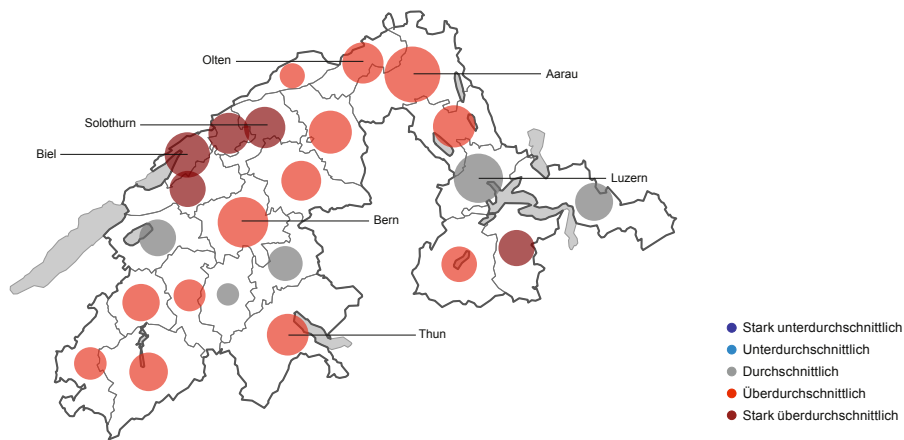 Olten
Aarau
Solothurn
Biel
Luzern
Bern
Thun
Stark unterdurchschnittlich
Unterdurchschnittlich
Durchschnittlich
Überdurchschnittlich
Stark überdurchschnittlich